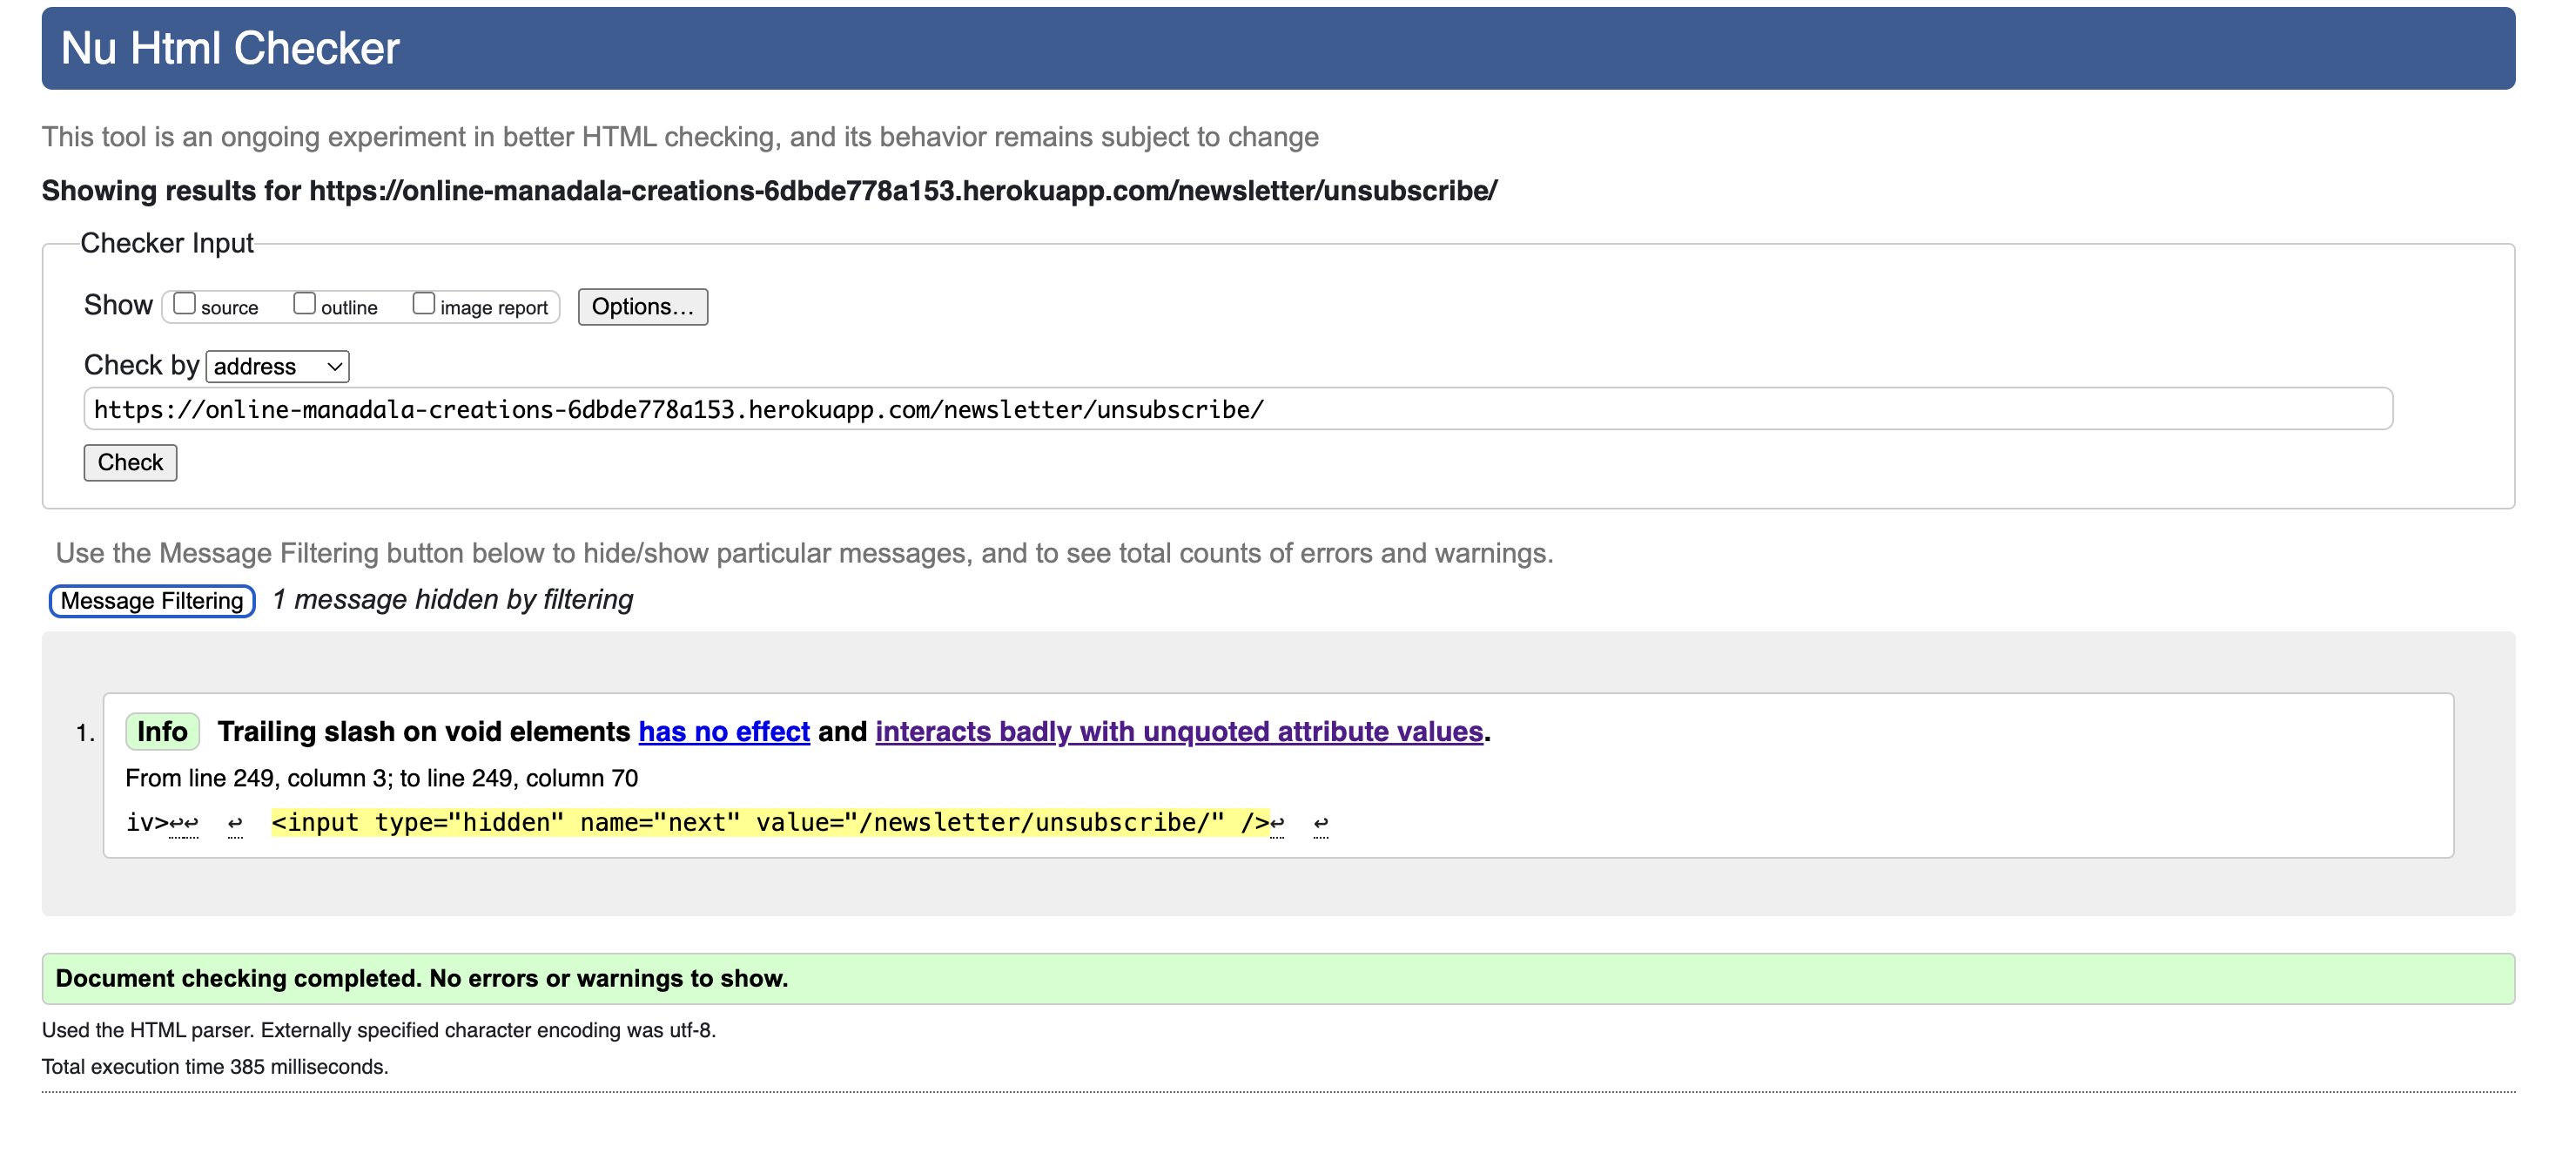 Nu Html Checker
This tool is an ongoing experiment in better HTML checking, and its behavior remains subject to change
Showing results for https://online-manadala-creations-6dbde778a153.herokuapp.com/newsletter/unsubscribe/
Checker Input
Show source outline image report Options...
Check by address
https://online-manadala-creations-6dbde778a153.herokuapp.com/newsletter/unsubscribe/
Check
Use the Message Filtering button below to hide/show particular messages, and to see total counts of errors and warnings.
Message Filtering 1 message hidden by filtering
1. Info Trailing slash on void elements has no effect and interacts badly with unquoted attribute values.
From line 249, column 3; to line 249, column 70
iv>↩↩ ↩ <input type="hidden" name="next" value="/newsletter/unsubscribe/" />↩ ↩
Document checking completed. No errors or warnings to show.
Used the HTML parser. Externally specified character encoding was utf-8.
Total execution time 385 milliseconds.